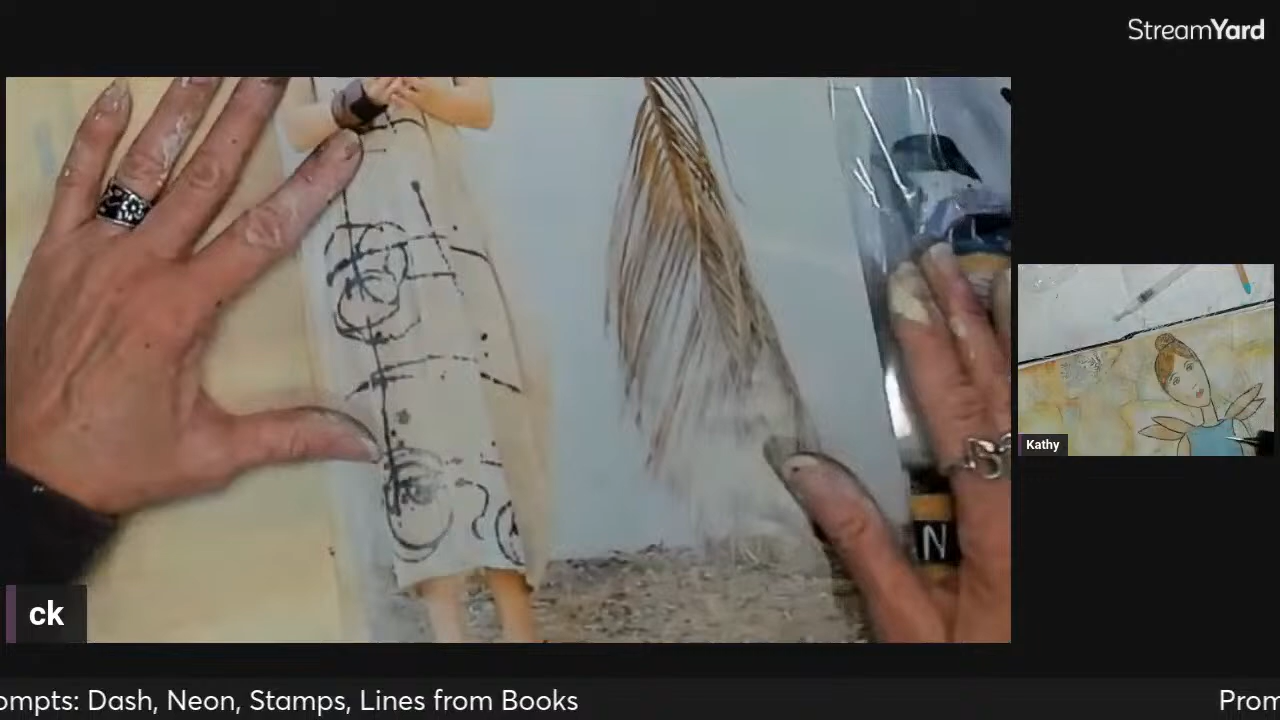 StreamYard
N
Kathy
ck
ompts: Dash, Neon, Stamps, Lines from Books
Prom